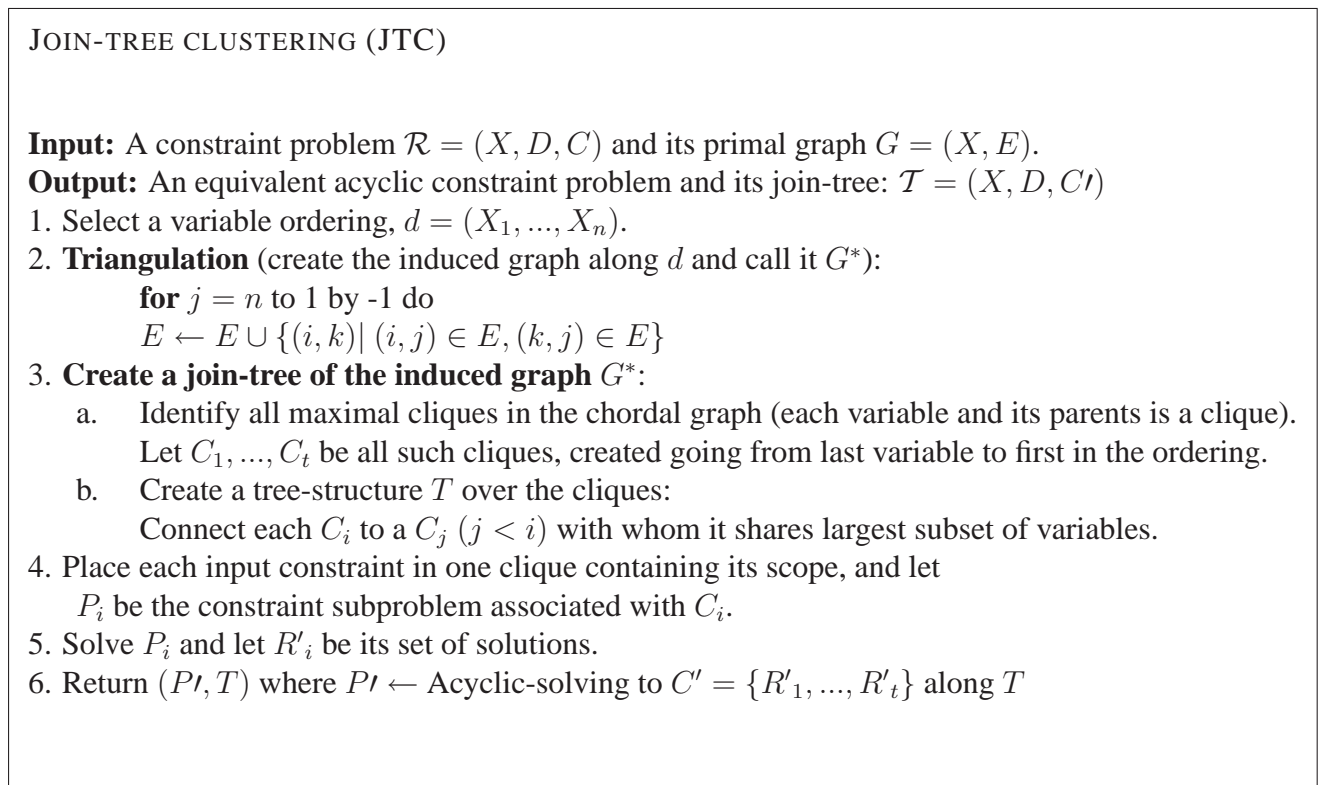 JOIN-TREE CLUSTERING (JTC)
Input: A constraint problem R = (X, D, C) and its primal graph G = (X, E).
Output: An equivalent acyclic constraint problem and its join-tree: T = (X, D, C′)
1. Select a variable ordering, d = (X₁, ..., Xₙ).
2. Triangulation (create the induced graph along d and call it G*):
for j = n to 1 by -1 do
E ← E ∪ {(i, k)| (i, j) ∈ E, (k, j) ∈ E}
3. Create a join-tree of the induced graph G*:
a. Identify all maximal cliques in the chordal graph (each variable and its parents is a clique).
Let C₁, ..., Cₜ be all such cliques, created going from last variable to first in the ordering.
b. Create a tree-structure T over the cliques:
Connect each Cᵢ to a Cⱼ (j < i) with whom it shares largest subset of variables.
4. Place each input constraint in one clique containing its scope, and let
Pᵢ be the constraint subproblem associated with Cᵢ.
5. Solve Pᵢ and let R′ᵢ be its set of solutions.
6. Return (P′, T) where P′ ← Acyclic-solving to C′ = {R′₁, ..., R′ₜ} along T